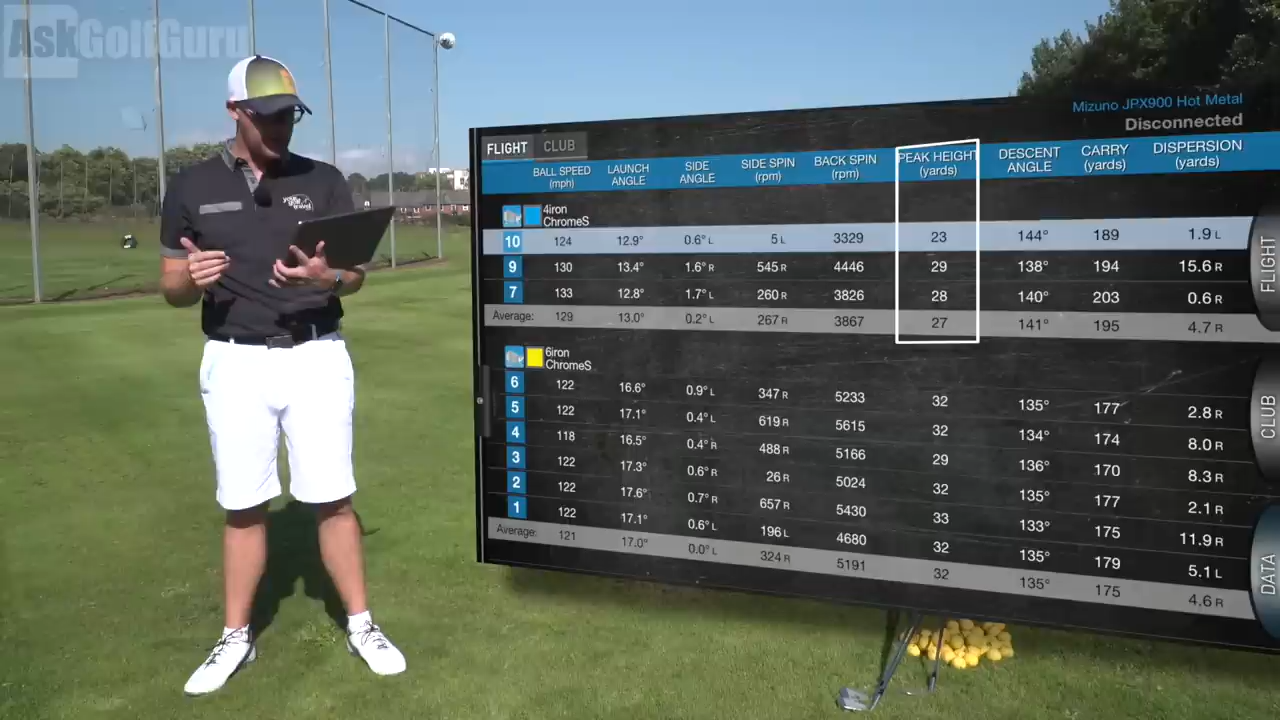 AskGolfGuru
Mizuno JPX900 Hot Metal
Disconnected
FLIGHT CLUB
BALL SPEED (mph) LAUNCH ANGLE SIDE ANGLE SIDE SPIN (rpm) BACK SPIN (rpm) PEAK HEIGHT (yards) DESCENT ANGLE CARRY (yards) DISPERSION (yards)
4iron
ChromeS
10 124 12.9° 0.6° L 5 L 3329 23 144° 189 1.9 L
9 130 13.4° 1.6° R 545 R 4446 29 138° 194 15.6 R
7 133 12.8° 1.7° L 260 R 3826 28 140° 203 0.6 R
Average: 129 13.0° 0.2° L 267 R 3867 27 141° 195 4.7 R
6iron
ChromeS
6 122 16.6° 0.9° L 347 R 5233 32 135° 177 2.8 R
5 122 17.1° 0.4° L 619 R 5615 32 134° 174 8.0 R
4 118 16.5° 0.4° R 488 R 5166 29 136° 170 8.3 R
3 122 17.3° 0.6° R 26 R 5024 32 135° 177 2.1 R
2 122 17.6° 0.7° R 657 R 5430 33 133° 175 11.9 R
1 122 17.1° 0.6° L 196 L 4680 32 135° 179 5.1 L
Average: 121 17.0° 0.0° L 324 R 5191 32 135° 175 4.6 R
FLIGHT
CLUB
DATA